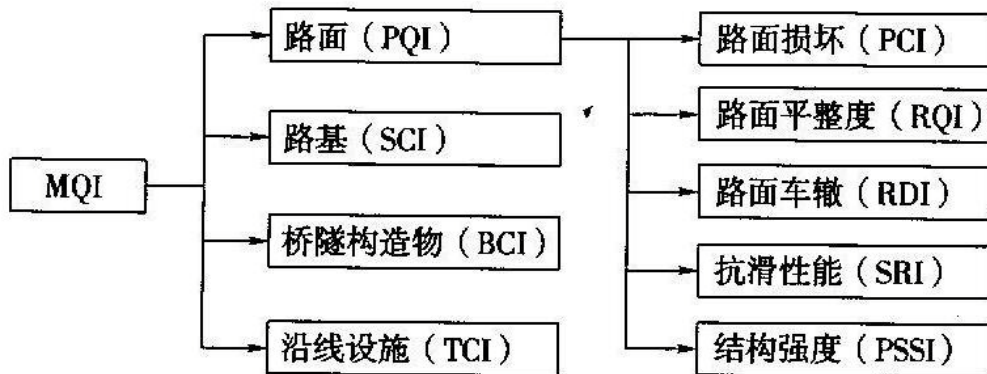 MQI
路面（PQI）
路基（SCI）
桥隧构造物（BCI）
沿线设施（TCI）
路面损坏（PCI）
路面平整度（RQI）
路面车辙（RDI）
抗滑性能（SRI）
结构强度（PSSI）